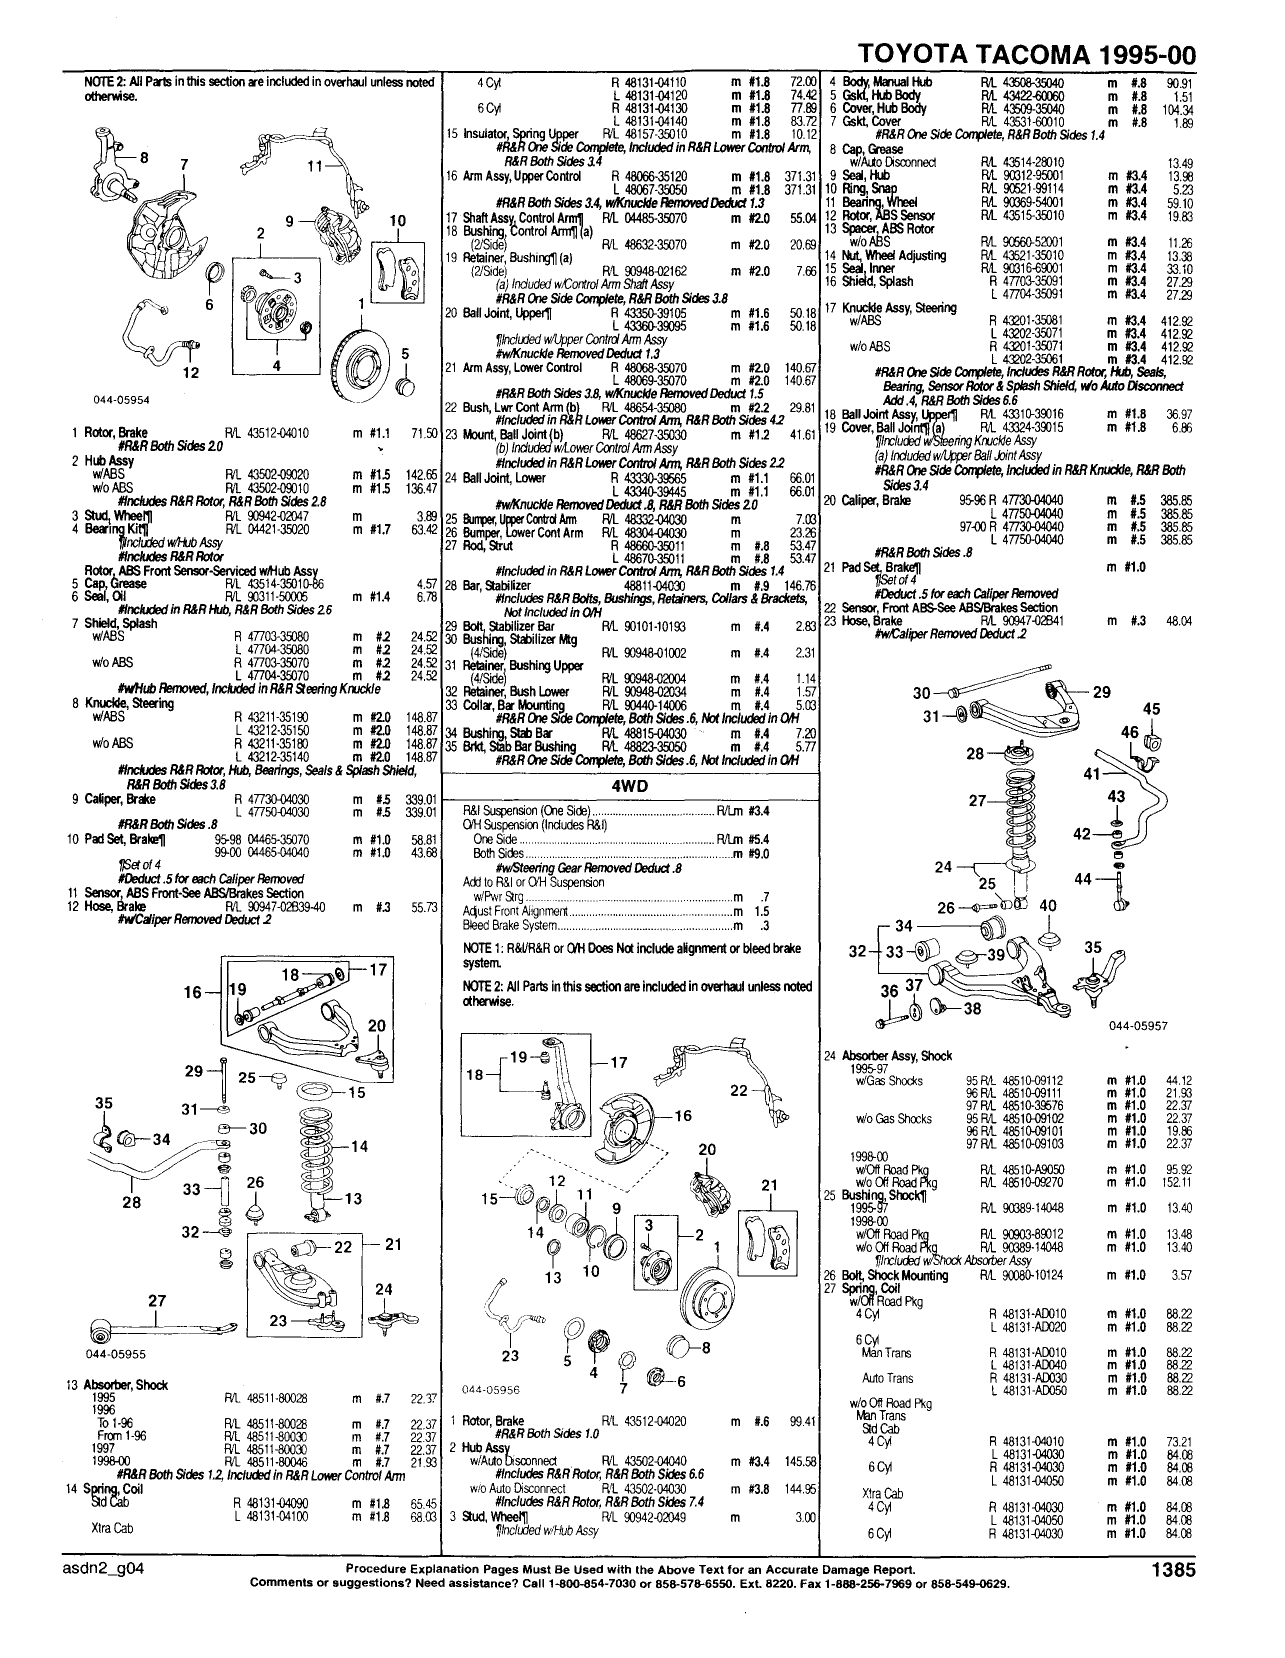 TOYOTA TACOMA 1995-00
NOTE 2: All Parts in this section are included in overhaul unless noted
otherwise.
8
7
11
9
10
2
3
6
1
5
4
12
044-05954
1 Rotor, Brake R/L 43512-04010 m #1.1 71.50
#R&R Both Sides 2.0
2 Hub Assy
w/ABS R/L 43502-09020 m #1.5 142.65
w/o ABS R/L 43502-09010 m #1.5 136.47
#Includes R&R Rotor, R&R Both Sides 2.8
3 Stud, Wheel¶ R/L 90942-02047 m 3.89
4 Bearing Kit¶ R/L 04421-35020 m #1.7 63.42
¶Included w/Hub Assy
#Includes R&R Rotor
Rotor, ABS Front Sensor-Serviced w/Hub Assy
5 Cap, Grease R/L 43514-35010-86 4.57
6 Seal, Oil R/L 90311-50005 m #1.4 6.78
#Included in R&R Hub, R&R Both Sides 2.6
7 Shield, Splash
w/ABS R 47703-35080 m #.2 24.52
L 47704-35080 m #.2 24.52
w/o ABS R 47703-35070 m #.2 24.52
L 47704-35070 m #.2 24.52
#w/Hub Removed, Included in R&R Steering Knuckle
8 Knuckle, Steering
w/ABS R 43211-35190 m #2.0 148.87
L 43212-35150 m #2.0 148.87
w/o ABS R 43211-35180 m #2.0 148.87
L 43212-35140 m #2.0 148.87
#Includes R&R Rotor, Hub, Bearings, Seals & Splash Shield,
R&R Both Sides 3.8
9 Caliper, Brake R 47730-04030 m #.5 339.01
L 47750-04030 m #.5 339.01
#R&R Both Sides .8
10 Pad Set, Brake¶ 95-98 04465-35070 m #1.0 58.81
99-00 04465-04040 m #1.0 43.68
¶Set of 4
#Deduct .5 for each Caliper Removed
11 Sensor, ABS Front-See ABS/Brakes Section
12 Hose, Brake R/L 90947-02B39-40 m #.3 55.73
#w/Caliper Removed Deduct .2
18
17
16
19
20
29
25
15
35
31
30
34
14
28
33
26
13
32
22
21
24
27
23
044-05955
13 Absorber, Shock
1995 R/L 48511-80028 m #.7 22.37
1996
To 1-96 R/L 48511-80028 m #.7 22.37
From 1-96 R/L 48511-80030 m #.7 22.37
1997 R/L 48511-80030 m #.7 22.37
1998-00 R/L 48511-80046 m #.7 21.93
#R&R Both Sides 1.2, Included in R&R Lower Control Arm
14 Spring, Coil
Std Cab R 48131-04090 m #1.8 65.45
L 48131-04100 m #1.8 68.03
Xtra Cab
4 Cyl R 48131-04110 m #1.8 72.00
L 48131-04120 m #1.8 74.42
6 Cyl R 48131-04130 m #1.8 77.89
L 48131-04140 m #1.8 83.72
15 Insulator, Spring Upper R/L 48157-35010 m #1.8 10.12
#R&R One Side Complete, Included in R&R Lower Control Arm,
R&R Both Sides 3.4
16 Arm Assy, Upper Control R 48066-35120 m #1.8 371.31
L 48067-35050 m #1.8 371.31
#R&R Both Sides 3.4, w/Knuckle Removed Deduct 1.3
17 Shaft Assy, Control Arm¶ R/L 04485-35070 m #2.0 55.04
18 Bushing, Control Arm¶ (a)
(2/Side) R/L 48632-35070 m #2.0 20.69
19 Retainer, Bushing¶ (a)
(2/Side) R/L 90948-02162 m #2.0 7.66
(a) Included w/Control Arm Shaft Assy
#R&R One Side Complete, R&R Both Sides 3.8
20 Ball Joint, Upper¶ R 43350-39105 m #1.6 50.18
L 43360-39095 m #1.6 50.18
¶Included w/Upper Control Arm Assy
#w/Knuckle Removed Deduct 1.3
21 Arm Assy, Lower Control R 48068-35070 m #2.0 140.67
L 48069-35070 m #2.0 140.67
#R&R Both Sides 3.8, w/Knuckle Removed Deduct 1.5
22 Bush, Lwr Cont Arm (b) R/L 48654-35080 m #2.2 29.81
#Included in R&R Lower Control Arm, R&R Both Sides 4.2
23 Mount, Ball Joint (b) R/L 48627-35030 m #1.2 41.61
(b) Included w/Lower Control Arm Assy
#Included in R&R Lower Control Arm, R&R Both Sides 2.2
24 Ball Joint, Lower R 43330-39565 m #1.1 66.01
L 43340-39445 m #1.1 66.01
#w/Knuckle Removed Deduct .8, R&R Both Sides 2.0
25 Bumper, Upper Control Arm R/L 48332-04030 m 7.03
26 Bumper, Lower Cont Arm R/L 48304-04030 m 23.26
27 Rod, Strut R 48660-35011 m #.8 53.47
L 48670-35011 m #.8 53.47
#Included in R&R Lower Control Arm, R&R Both Sides 1.4
28 Bar, Stabilizer 48811-04030 m #.9 146.76
#Includes R&R Bolts, Bushings, Retainers, Collars & Brackets,
Not Included in O/H
29 Bolt, Stabilizer Bar R/L 90101-10193 m #.4 2.83
30 Bushing, Stabilizer Mtg
(4/Side) R/L 90948-01002 m #.4 2.31
31 Retainer, Bushing Upper
(4/Side) R/L 90948-02004 m #.4 1.14
32 Retainer, Bush Lower R/L 90948-02034 m #.4 1.57
33 Collar, Bar Mounting R/L 90440-14006 m #.4 5.03
#R&R One Side Complete, Both Sides .6, Not Included in O/H
34 Bushing, Stab Bar R/L 48815-04030 m #.4 7.20
35 Brkt, Stab Bar Bushing R/L 48823-35050 m #.4 5.77
#R&R One Side Complete, Both Sides .6, Not Included in O/H
4WD
R&I Suspension (One Side) R/Lm #3.4
O/H Suspension (Includes R&I)
One Side R/Lm #5.4
Both Sides m #9.0
#w/Steering Gear Removed Deduct .8
Add to R&I or O/H Suspension
w/Pwr Strg m .7
Adjust Front Alignment m 1.5
Bleed Brake System m .3
NOTE 1: R&I/R&R or O/H Does Not include alignment or bleed brake
system.
NOTE 2: All Parts in this section are included in overhaul unless noted
otherwise.
19
17
18
22
16
20
12
11
21
15
9
3
14
2
1
13
10
23
5
8
4
7
6
044-05956
1 Rotor, Brake R/L 43512-04020 m #.6 99.41
#R&R Both Sides 1.0
2 Hub Assy
w/Auto Disconnect R/L 43502-04040 m #3.4 145.58
#Includes R&R Rotor, R&R Both Sides 6.6
w/o Auto Disconnect R/L 43502-04030 m #3.8 144.95
#Includes R&R Rotor, R&R Both Sides 7.4
3 Stud, Wheel¶ R/L 90942-02049 m 3.00
¶Included w/Hub Assy
4 Body, Manual Hub R/L 43508-35040 m #.8 90.91
5 Gskt, Hub Body R/L 43422-60060 m #.8 1.51
6 Cover, Hub Body R/L 43509-35040 m #.8 104.34
7 Gskt, Cover R/L 43531-60010 m #.8 1.89
#R&R One Side Complete, R&R Both Sides 1.4
8 Cap, Grease
w/Auto Disconnect R/L 43514-28010 13.49
9 Seal, Hub R/L 90312-95001 m #3.4 13.98
10 Ring, Snap R/L 90521-99114 m #3.4 5.23
11 Bearing, Wheel R/L 90369-54001 m #3.4 59.10
12 Rotor, ABS Sensor R/L 43515-35010 m #3.4 19.83
13 Spacer, ABS Rotor
w/o ABS R/L 90560-52001 m #3.4 11.26
14 Nut, Wheel Adjusting R/L 43521-35010 m #3.4 13.38
15 Seal, Inner R/L 90316-69001 m #3.4 33.10
16 Shield, Splash R 47703-35091 m #3.4 27.29
L 47704-35091 m #3.4 27.29
17 Knuckle Assy, Steering
w/ABS R 43201-35081 m #3.4 412.92
L 43202-35071 m #3.4 412.92
w/o ABS R 43201-35071 m #3.4 412.92
L 43202-35061 m #3.4 412.92
#R&R One Side Complete, Includes R&R Rotor, Hub, Seals,
Bearing, Sensor Rotor & Splash Shield, w/o Auto Disconnect
Add .4, R&R Both Sides 6.6
18 Ball Joint Assy, Upper¶ R/L 43310-39016 m #1.8 36.97
19 Cover, Ball Joint¶ (a) R/L 43324-39015 m #1.8 6.86
¶Included w/Steering Knuckle Assy
(a) Included w/Upper Ball Joint Assy
#R&R One Side Complete, Included in R&R Knuckle, R&R Both
Sides 3.4
20 Caliper, Brake 95-96 R 47730-04040 m #.5 385.85
L 47750-04040 m #.5 385.85
97-00 R 47730-04040 m #.5 385.85
L 47750-04040 m #.5 385.85
#R&R Both Sides .8
21 Pad Set, Brake¶ m #1.0
¶Set of 4
#Deduct .5 for each Caliper Removed
22 Sensor, Front ABS-See ABS/Brakes Section
23 Hose, Brake R/L 90947-02B41 m #.3 48.04
#w/Caliper Removed Deduct .2
30
29
31
45
28
46
41
27
43
42
24
25
44
26
40
34
32
33
39
35
36
37
38
044-05957
24 Absorber Assy, Shock
1995-97
w/Gas Shocks 95 R/L 48510-09112 m #1.0 44.12
96 R/L 48510-09111 m #1.0 21.93
97 R/L 48510-39576 m #1.0 22.37
w/o Gas Shocks 95 R/L 48510-09102 m #1.0 22.37
96 R/L 48510-09101 m #1.0 19.86
97 R/L 48510-09103 m #1.0 22.37
1998-00
w/Off Road Pkg R/L 48510-A9050 m #1.0 95.92
w/o Off Road Pkg R/L 48510-09270 m #1.0 152.11
25 Bushing, Shock¶
1995-97 R/L 90389-14048 m #1.0 13.40
1998-00
w/Off Road Pkg R/L 90903-89012 m #1.0 13.48
w/o Off Road Pkg R/L 90389-14048 m #1.0 13.40
¶Included w/Shock Absorber Assy
26 Bolt, Shock Mounting R/L 90080-10124 m #1.0 3.57
27 Spring, Coil
w/Off Road Pkg
4 Cyl R 48131-AD010 m #1.0 88.22
L 48131-AD020 m #1.0 88.22
6 Cyl
Man Trans R 48131-AD010 m #1.0 88.22
L 48131-AD040 m #1.0 88.22
Auto Trans R 48131-AD030 m #1.0 88.22
L 48131-AD050 m #1.0 88.22
w/o Off Road Pkg
Man Trans
Std Cab
4 Cyl R 48131-04010 m #1.0 73.21
L 48131-04030 m #1.0 84.08
6 Cyl R 48131-04030 m #1.0 84.08
L 48131-04050 m #1.0 84.08
Xtra Cab
4 Cyl R 48131-04030 m #1.0 84.08
L 48131-04050 m #1.0 84.08
6 Cyl R 48131-04030 m #1.0 84.08
asdn2_g04
Procedure Explanation Pages Must Be Used with the Above Text for an Accurate Damage Report.
Comments or suggestions? Need assistance? Call 1-800-854-7030 or 858-578-6550. Ext. 8220. Fax 1-888-256-7969 or 858-549-0629.
1385